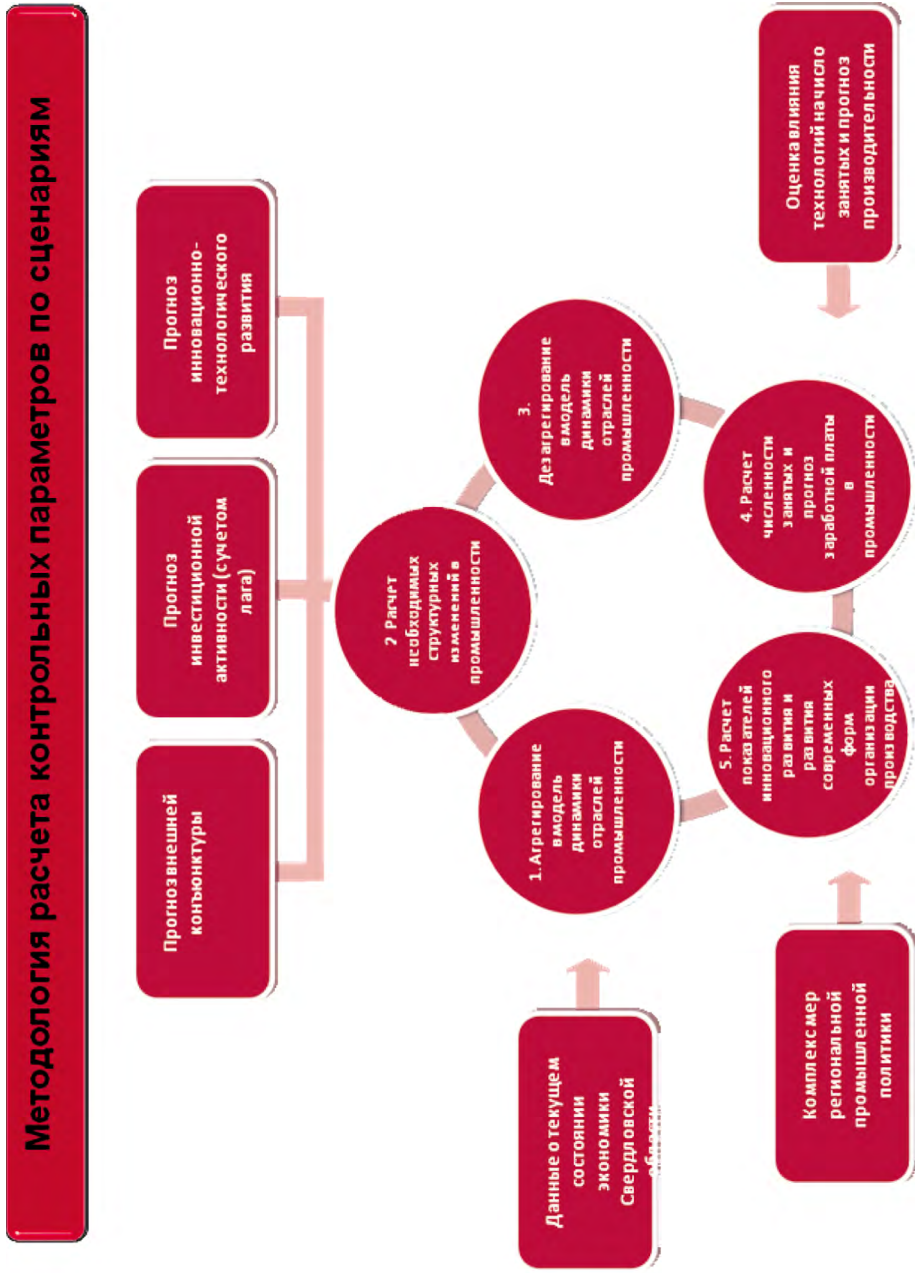 Методология расчета контрольных параметров по сценариям
Прогноз внешней
конъюнктуры
Прогноз
инвестиционной
активности (с учетом
лага)
Прогноз
инновационно-
технологического
развития
2 Расчет
необходимых
структурных
изменений в
промышленности
1. Агрегирование
в модель
динамики
отраслей
промышленности
3.
Дезагрегирование
в модель
динамики
отраслей
промышленности
Данные о текущем
состоянии
экономики
Свердловской
области
5. Расчет
показателей
инновационного
развития и
развития
современных
форм
организации
производства
4. Расчет
численности
занятых и
прогноз
заработной платы
в
промышленности
Комплекс мер
региональной
промышленной
политики
Оценка влияния
технологий на число
занятых и прогноз
производительности